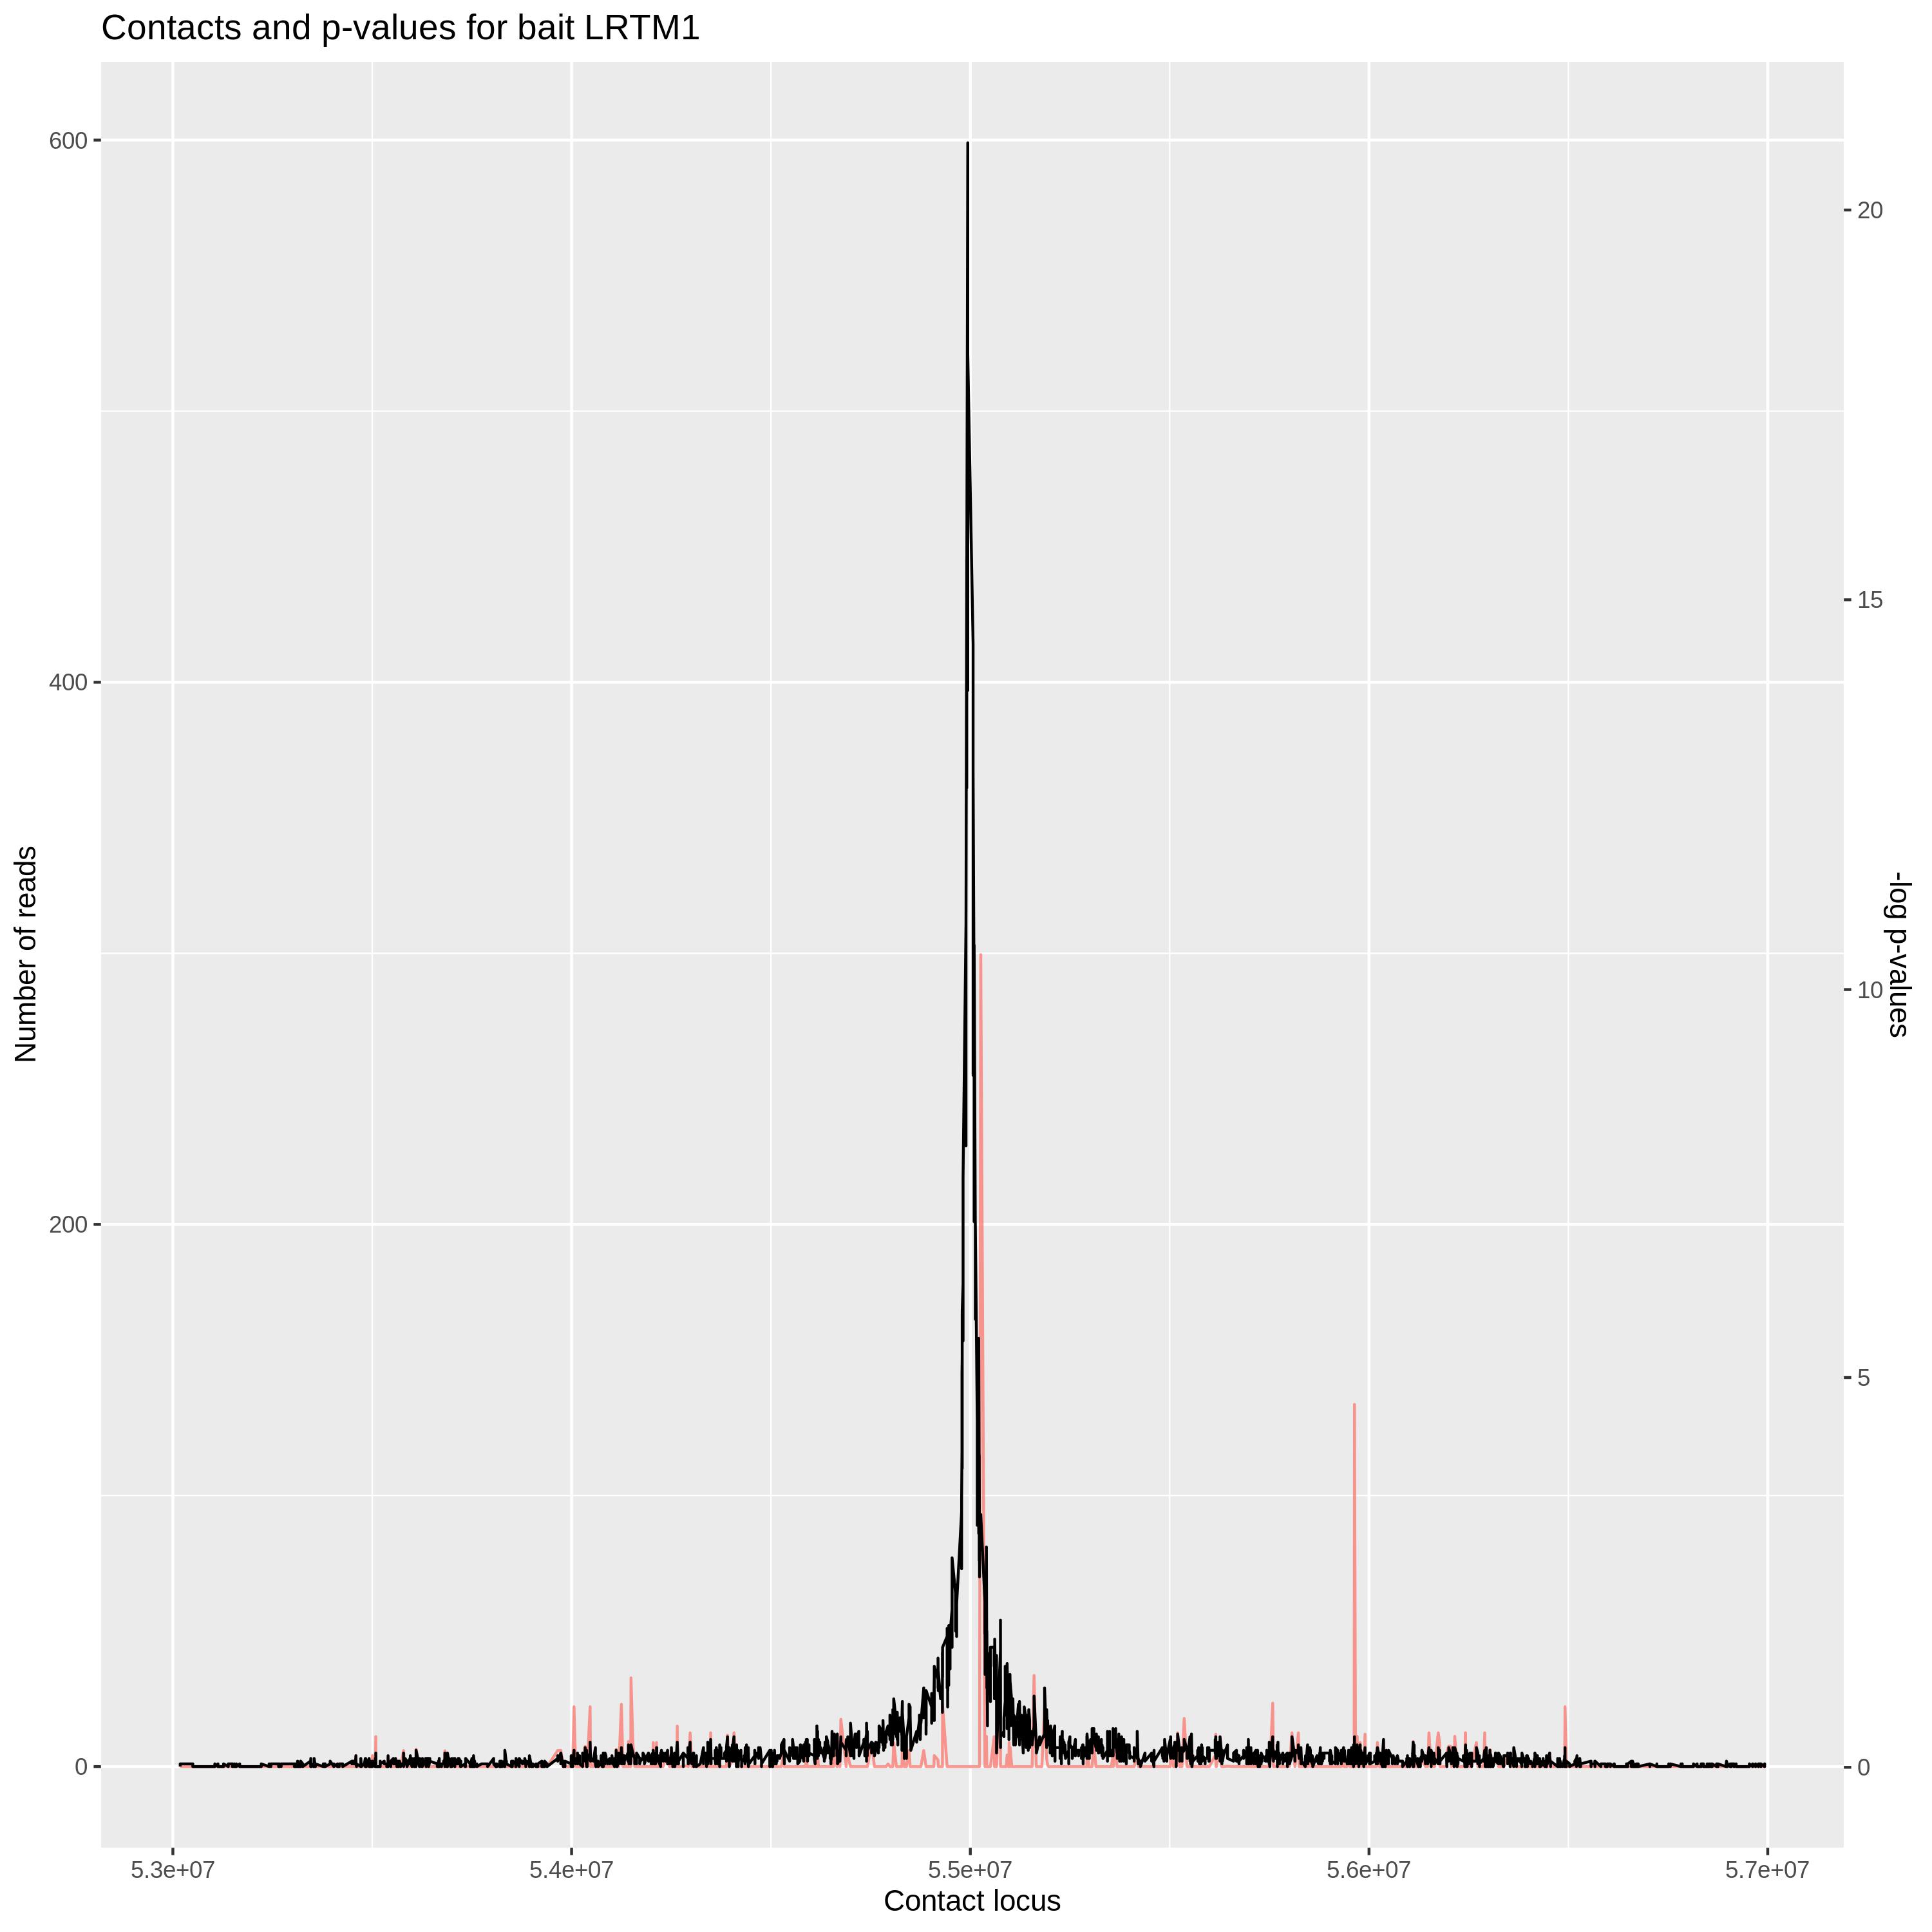 Contacts and p-values for bait LRTM1
600
400
200
0
Number of reads
20
15
10
5
0
-log p-values
5.3e+07
5.4e+07
5.5e+07
5.6e+07
5.7e+07
Contact locus